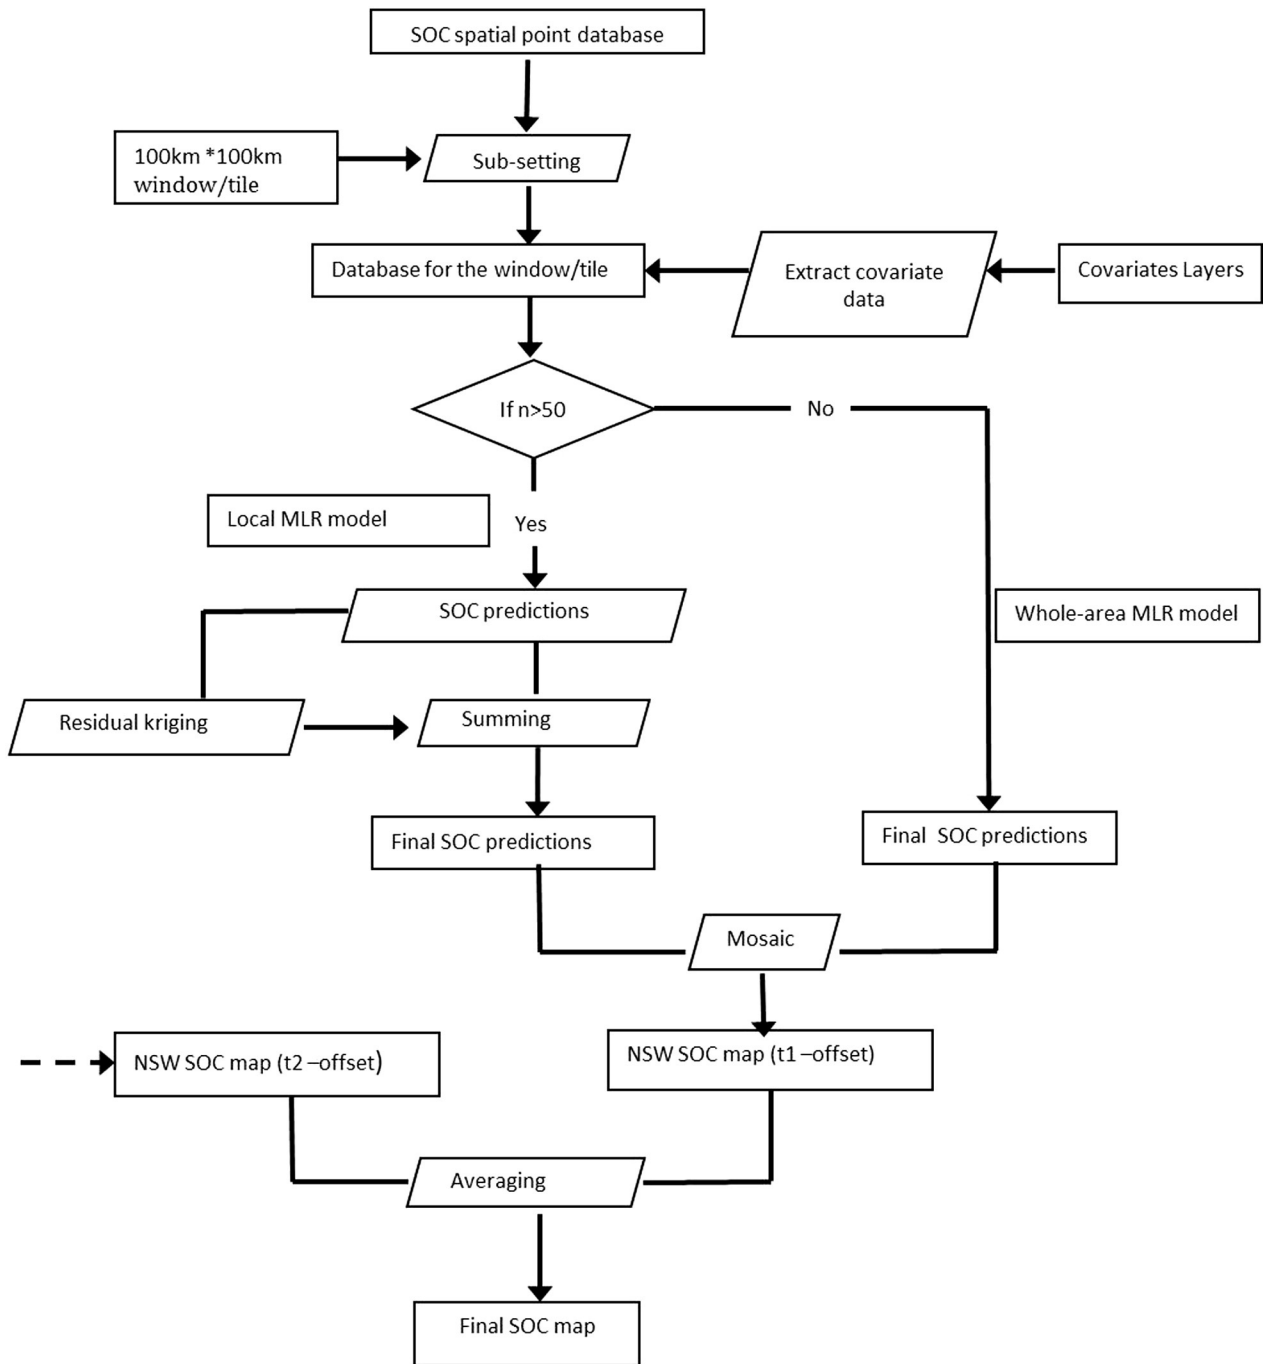 SOC spatial point database
100km *100km
window/tile
Sub-setting
Database for the window/tile
Extract covariate
data
Covariates Layers
If n>50
No
Local MLR model
Yes
SOC predictions
Whole-area MLR model
Residual kriging
Summing
Final SOC predictions
Final SOC predictions
Mosaic
NSW SOC map (t2 –offset)
NSW SOC map (t1 –offset)
Averaging
Final SOC map